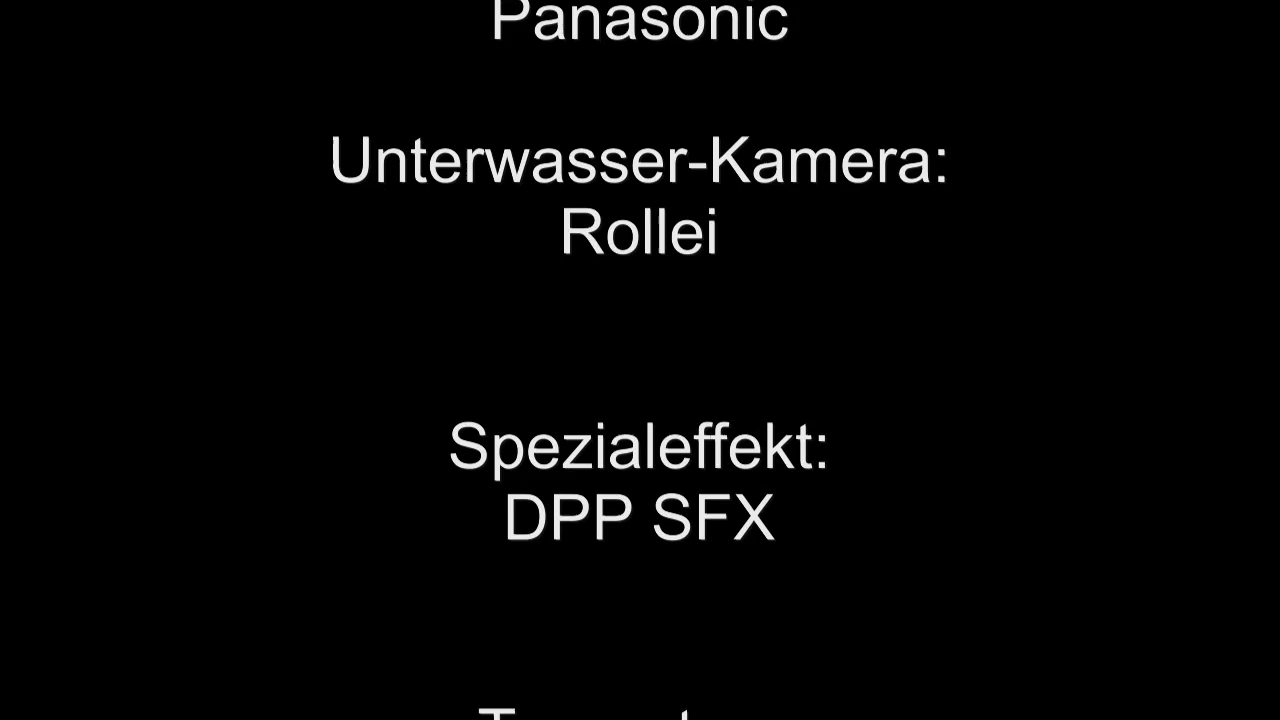 Panasonic
Unterwasser-Kamera:
Rollei
Spezialeffekt:
DPP SFX